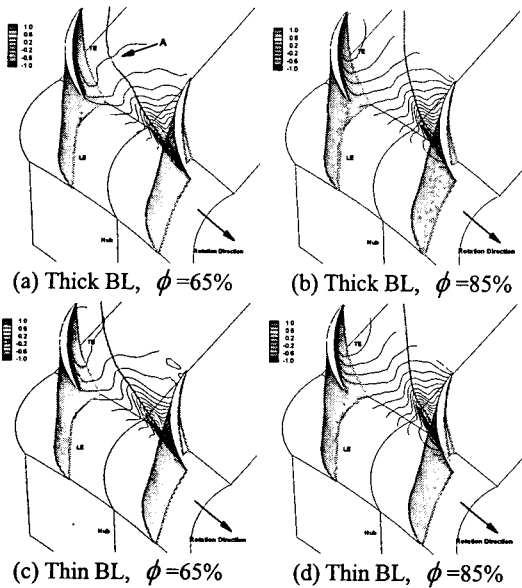 1.0
0.6
0.2
-0.2
-0.6
-1.0
TE
A
LE
Hub
Rotation Direction
(a) Thick BL, ϕ =65%
1.0
0.6
0.2
-0.2
-0.6
-1.0
TE
LE
Hub
Rotation Direction
(b) Thick BL, ϕ =85%
1.0
0.6
0.2
-0.2
-0.6
-1.0
TE
LE
Hub
Rotation Direction
(c) Thin BL, ϕ =65%
1.0
0.6
0.2
-0.2
-0.6
-1.0
TE
LE
Hub
Rotation Direction
(d) Thin BL, ϕ =85%